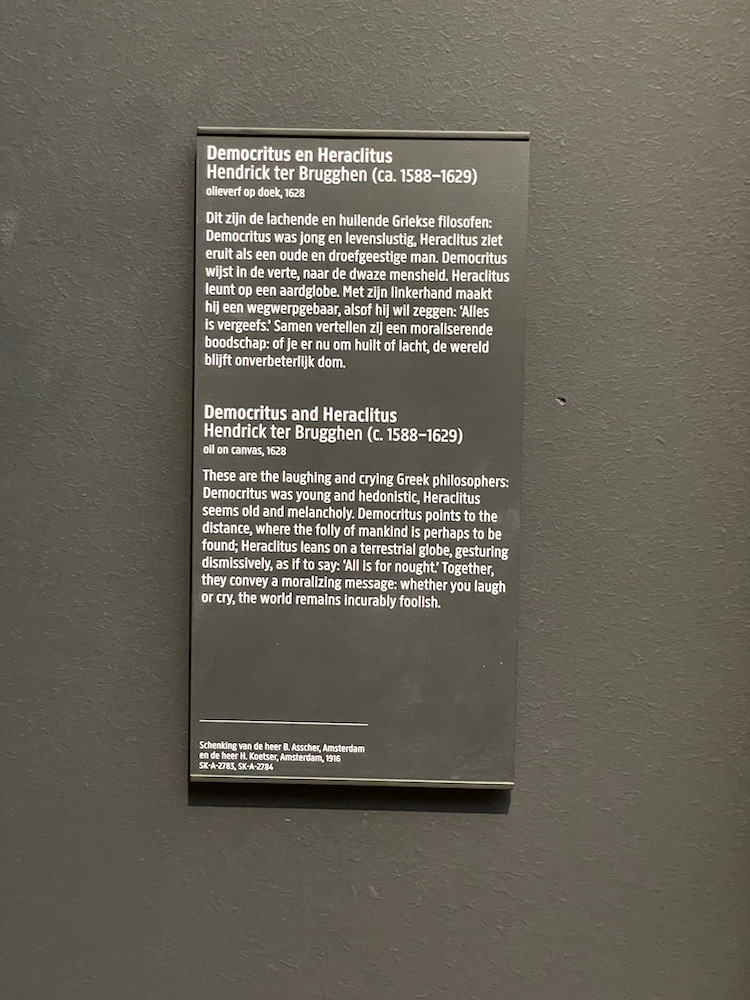 Democritus en Heraclitus
Hendrick ter Brugghen (ca. 1588–1629)
olieverf op doek, 1628
Dit zijn de lachende en huilende Griekse filosofen:
Democritus was jong en levenslustig, Heraclitus ziet
eruit als een oude en droefgeestige man. Democritus
wijst in de verte, naar de dwaze mensheid. Heraclitus
leunt op een aardglobe. Met zijn linkerhand maakt
hij een wegwerpgebaar, alsof hij wil zeggen: ‘Alles
is vergeefs.’ Samen vertellen zij een moraliserende
boodschap: of je er nu om huilt of lacht, de wereld
blijft onverbeterlijk dom.
Democritus and Heraclitus
Hendrick ter Brugghen (c. 1588–1629)
oil on canvas, 1628
These are the laughing and crying Greek philosophers:
Democritus was young and hedonistic, Heraclitus
seems old and melancholy. Democritus points to the
distance, where the folly of mankind is perhaps to be
found; Heraclitus leans on a terrestrial globe, gesturing
dismissively, as if to say: ‘All is for nought.’ Together,
they convey a moralizing message: whether you laugh
or cry, the world remains incurably foolish.
Schenking van de heer B. Asscher, Amsterdam
en de heer H. Koetser, Amsterdam, 1916
SK-A-2783, SK-A-2784